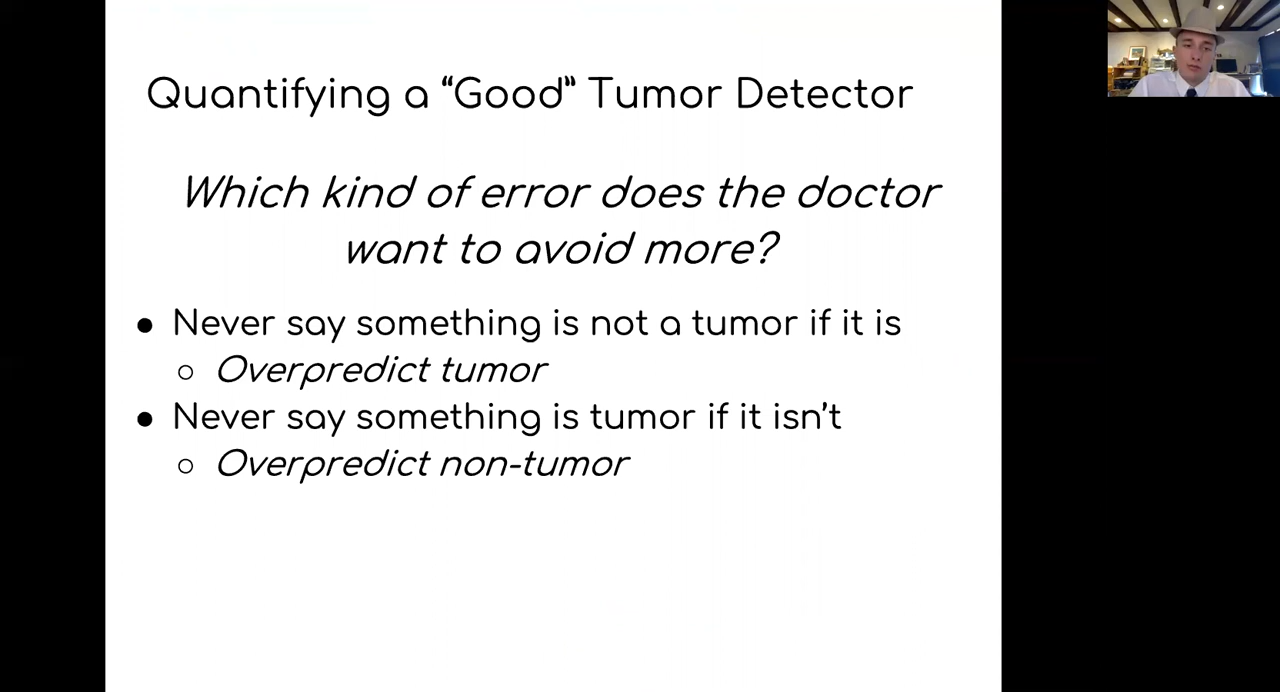 Quantifying a “Good” Tumor Detector
Which kind of error does the doctor
want to avoid more?
● Never say something is not a tumor if it is
○ Overpredict tumor
● Never say something is tumor if it isn’t
○ Overpredict non-tumor